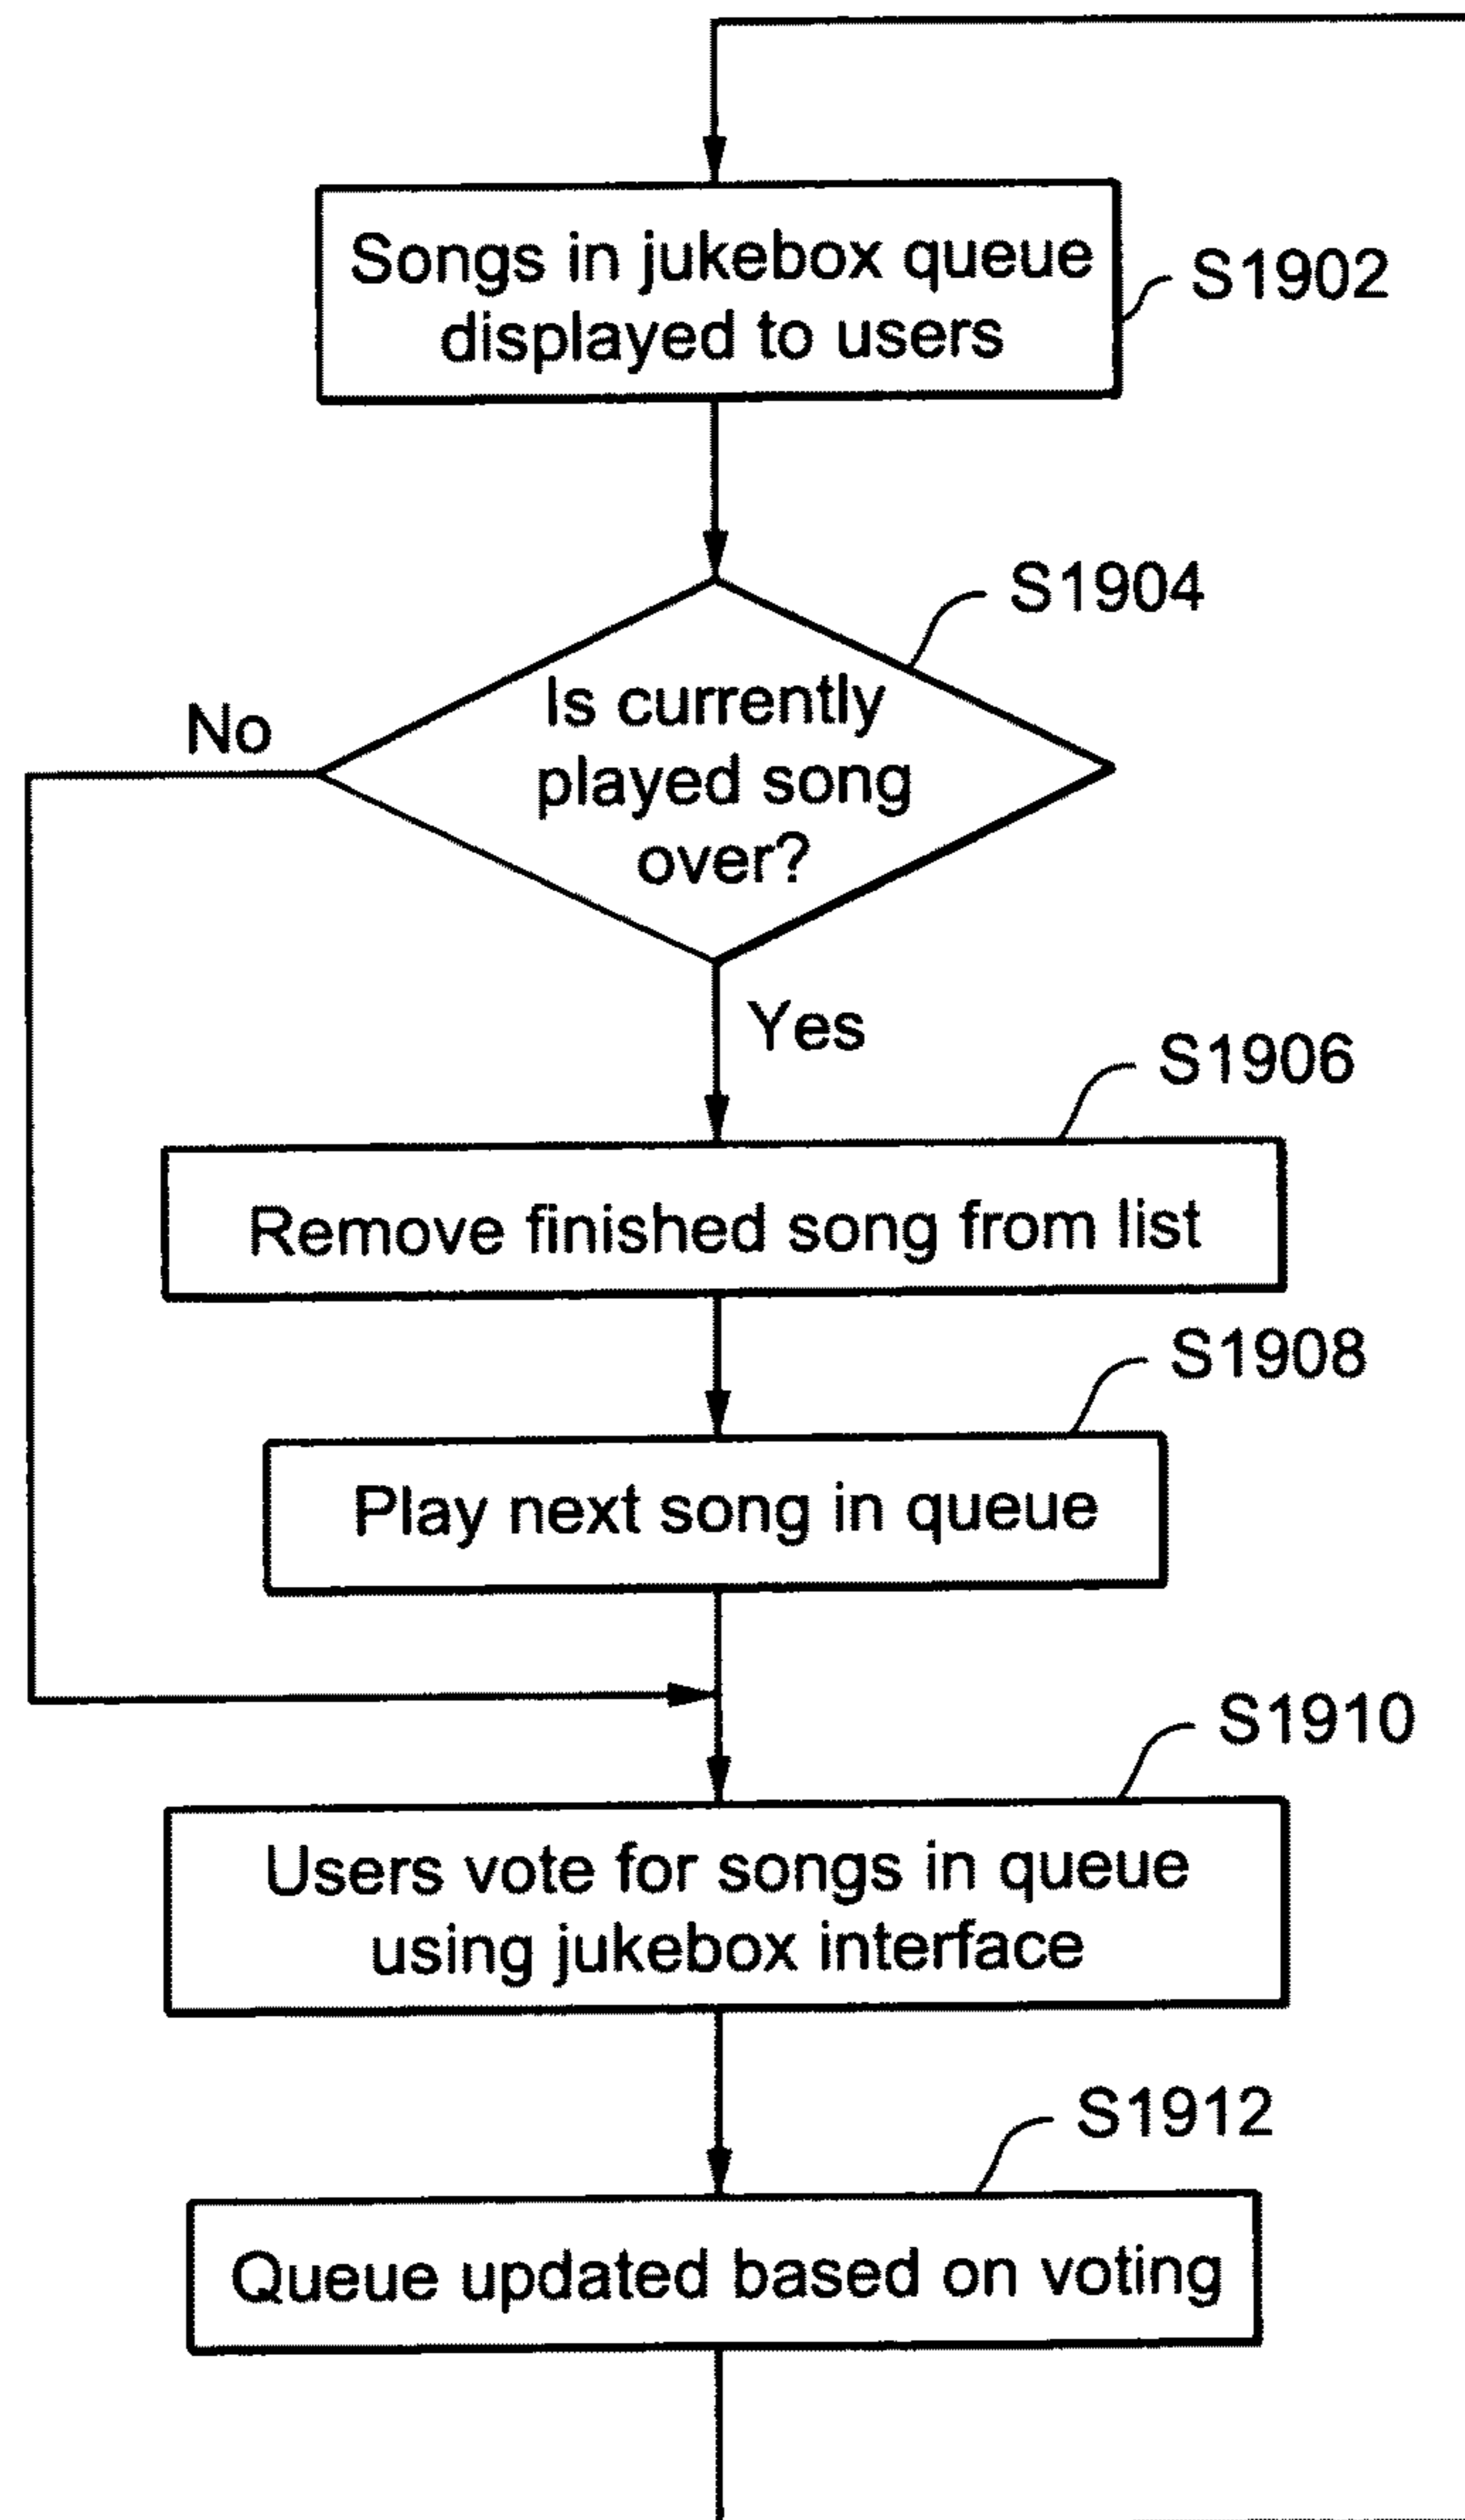 Songs in jukebox queue
displayed to users
S1902
S1904
Is currently
played song
over?
No
Yes
S1906
Remove finished song from list
S1908
Play next song in queue
S1910
Users vote for songs in queue
using jukebox interface
S1912
Queue updated based on voting